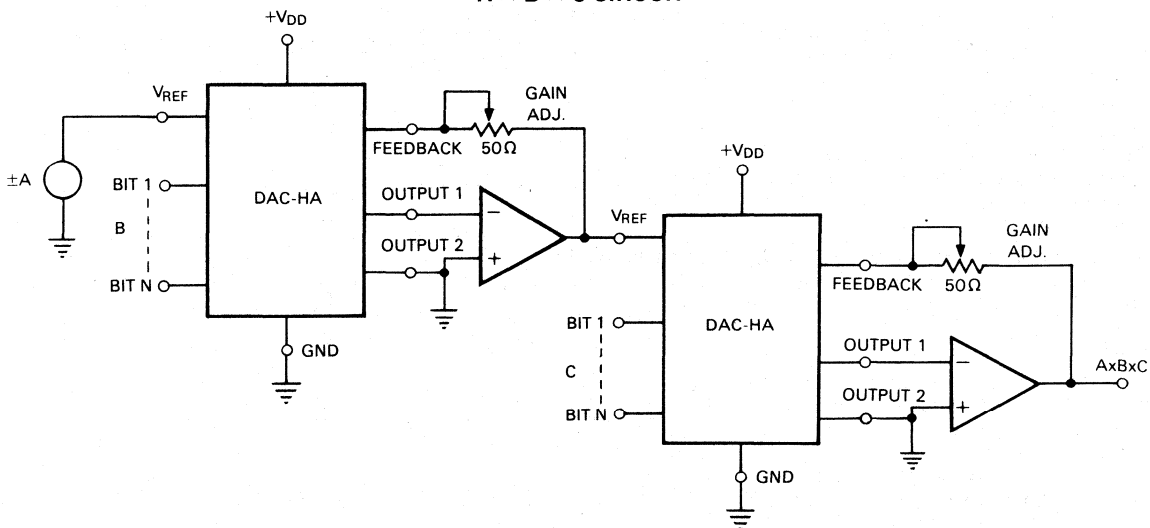 +VDD
VREF
GAIN
ADJ.
FEEDBACK
50Ω
±A
BIT 1
B
BIT N
DAC-HA
OUTPUT 1
OUTPUT 2
−
+
GND
+VDD
VREF
GAIN
ADJ.
FEEDBACK
50Ω
BIT 1
C
BIT N
DAC-HA
OUTPUT 1
OUTPUT 2
−
+
AxBxC
GND